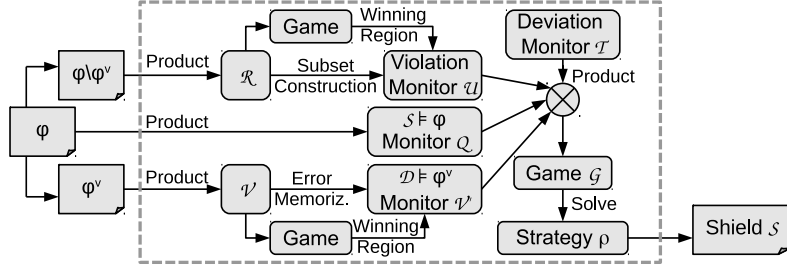 Game
Winning
Region
Deviation
Monitor 𝒯
φ\φᵛ
Product
ℛ
Subset
Construction
Violation
Monitor 𝒰
Product
φ
Product
𝒮 ⊨ φ
Monitor 𝒬
φᵛ
Product
𝒱
Error
Memoriz.
𝒟 ⊨ φᵛ
Monitor 𝒱'
Game 𝒢
Solve
Game
Winning
Region
Strategy ρ
Shield 𝒮